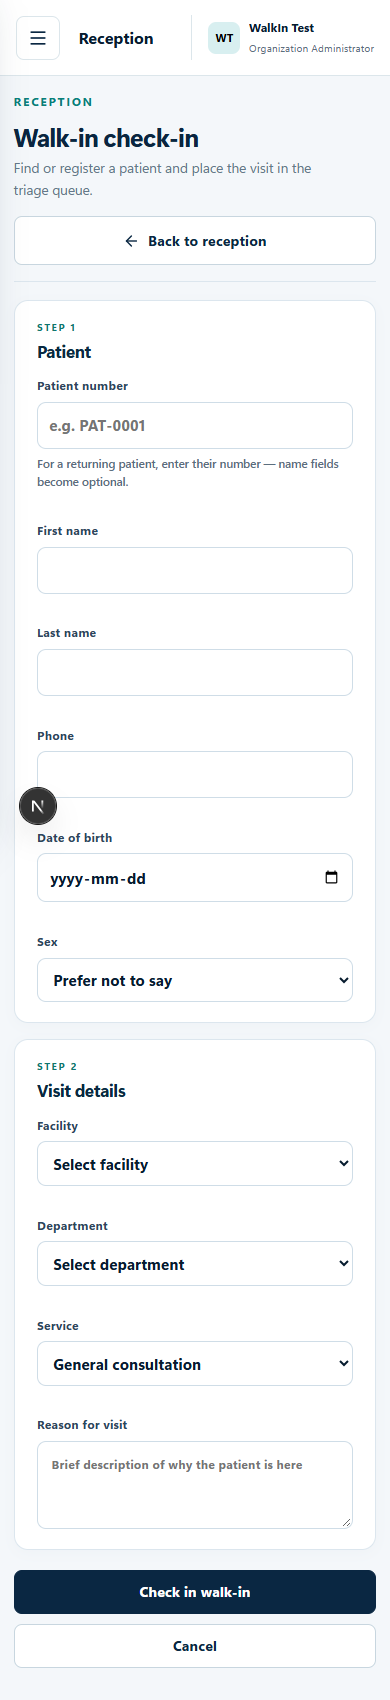 Reception
WT
WalkIn Test
Organization Administrator
RECEPTION
Walk-in check-in
Find or register a patient and place the visit in the
triage queue.
← Back to reception
STEP 1
Patient
Patient number
e.g. PAT-0001
For a returning patient, enter their number — name fields
become optional.
First name
Last name
Phone
N
Date of birth
yyyy-mm-dd
Sex
Prefer not to say
STEP 2
Visit details
Facility
Select facility
Department
Select department
Service
General consultation
Reason for visit
Brief description of why the patient is here
Check in walk-in
Cancel